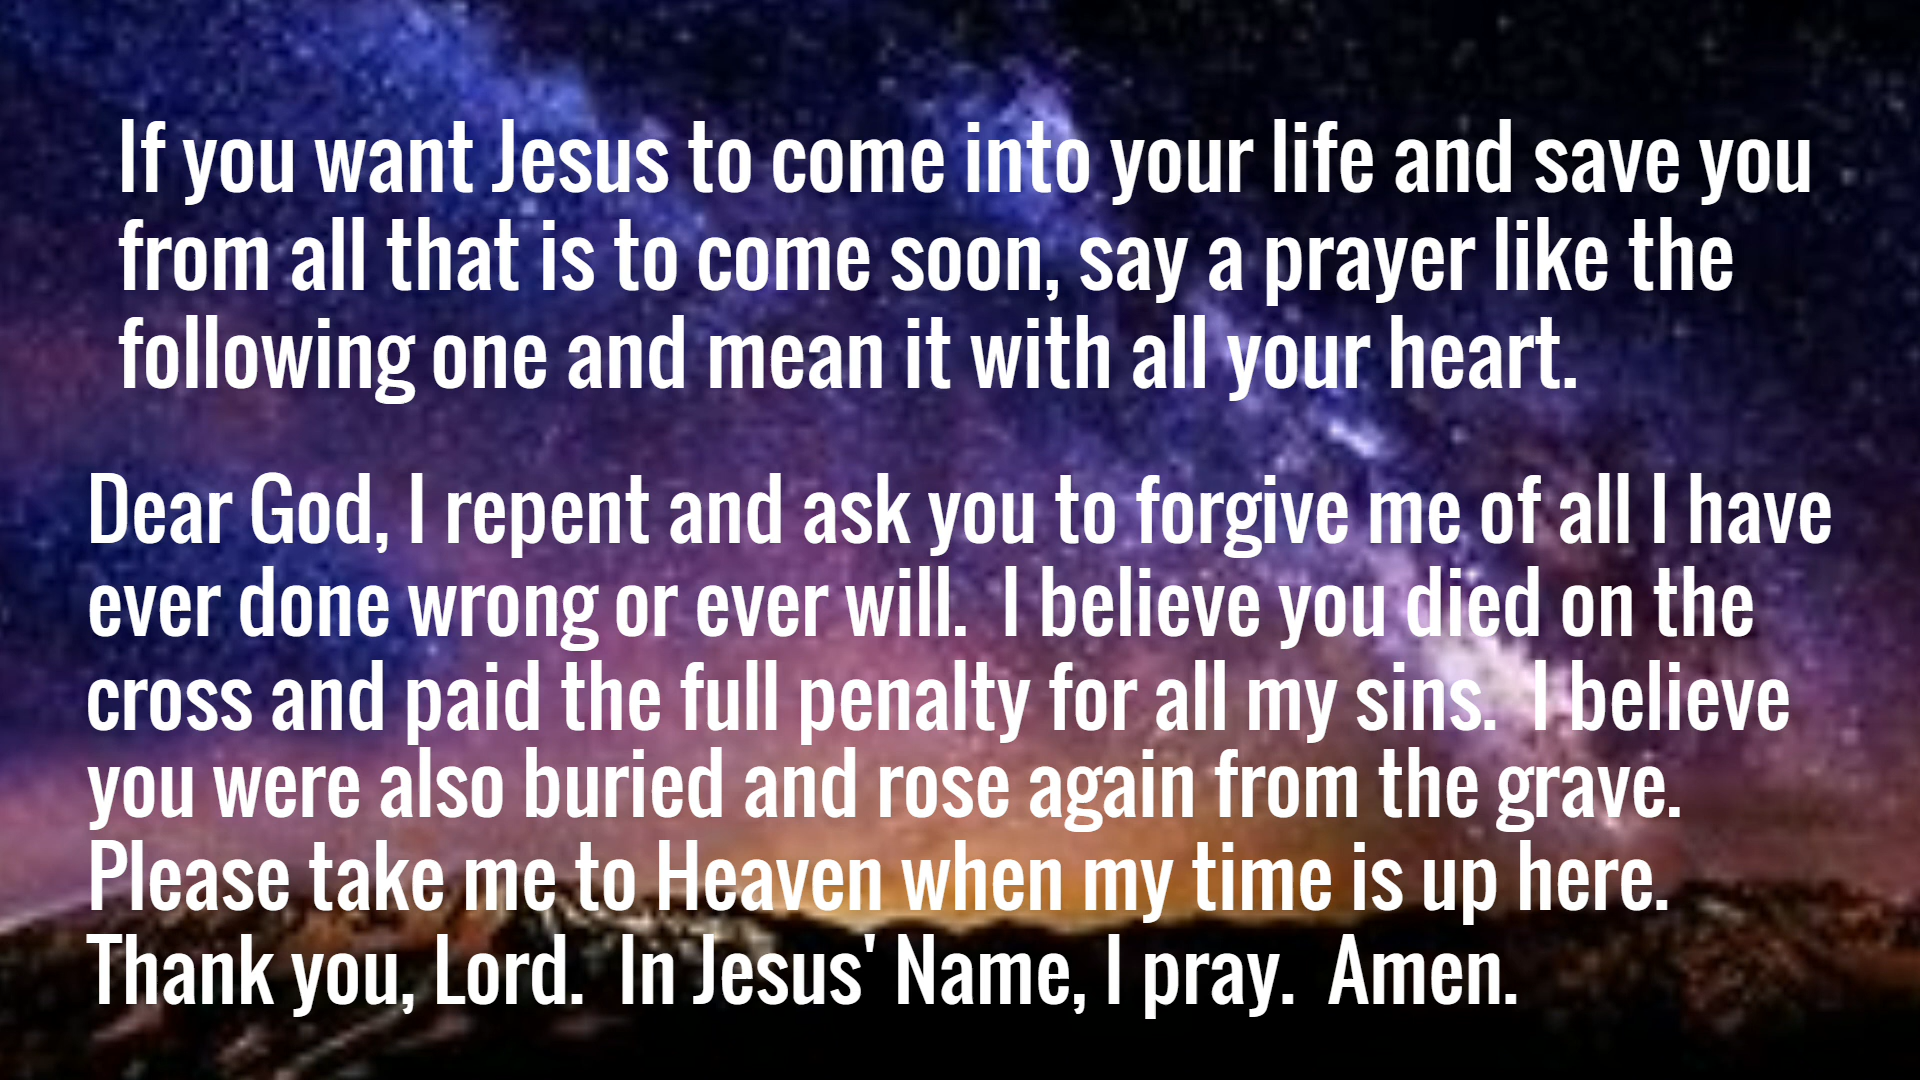 If you want Jesus to come into your life and save you
from all that is to come soon, say a prayer like the
following one and mean it with all your heart.
Dear God, I repent and ask you to forgive me of all I have
ever done wrong or ever will.  I believe you died on the
cross and paid the full penalty for all my sins.  I believe
you were also buried and rose again from the grave.
Please take me to Heaven when my time is up here.
Thank you, Lord.  In Jesus' Name, I pray.  Amen.